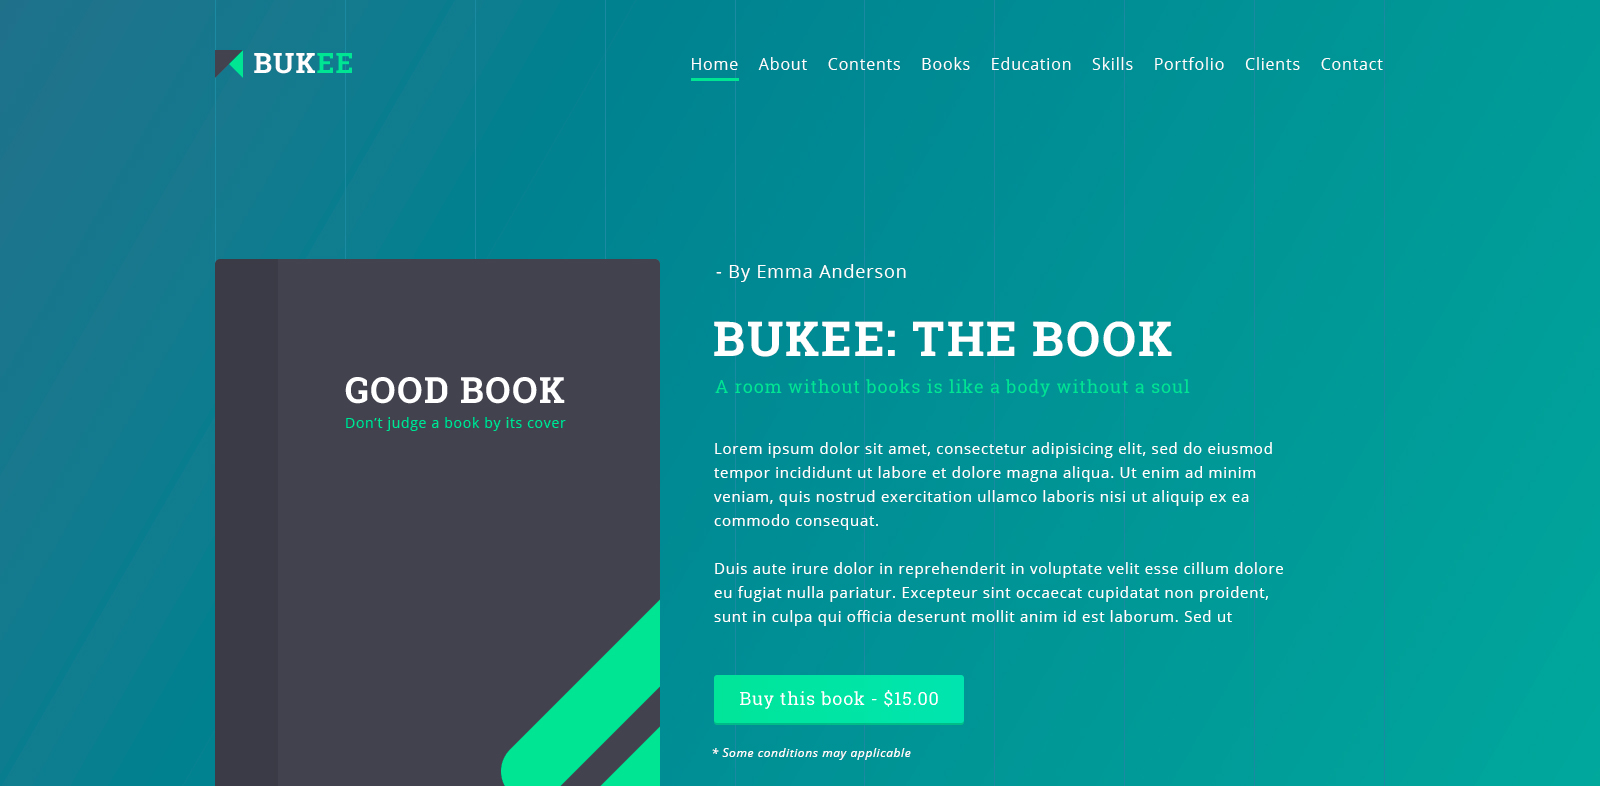 BUKEE
Home About Contents Books Education Skills Portfolio Clients Contact
GOOD BOOK
Don't judge a book by its cover
- By Emma Anderson
BUKEE: THE BOOK
A room without books is like a body without a soul
Lorem ipsum dolor sit amet, consectetur adipisicing elit, sed do eiusmod
tempor incididunt ut labore et dolore magna aliqua. Ut enim ad minim
veniam, quis nostrud exercitation ullamco laboris nisi ut aliquip ex ea
commodo consequat.
Duis aute irure dolor in reprehenderit in voluptate velit esse cillum dolore
eu fugiat nulla pariatur. Excepteur sint occaecat cupidatat non proident,
sunt in culpa qui officia deserunt mollit anim id est laborum. Sed ut
Buy this book - $15.00
* Some conditions may applicable